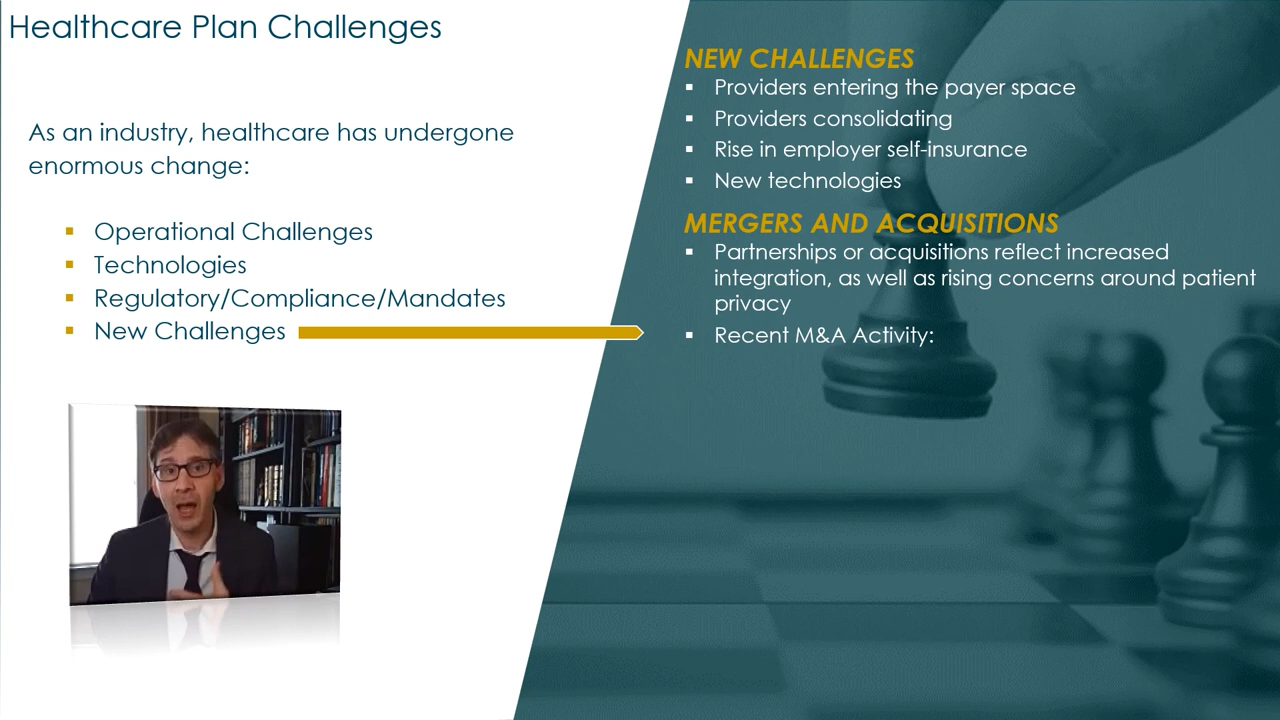 Healthcare Plan Challenges
As an industry, healthcare has undergone
enormous change:
▪ Operational Challenges
▪ Technologies
▪ Regulatory/Compliance/Mandates
▪ New Challenges
NEW CHALLENGES
▪ Providers entering the payer space
▪ Providers consolidating
▪ Rise in employer self-insurance
▪ New technologies
MERGERS AND ACQUISITIONS
▪ Partnerships or acquisitions reflect increased
integration, as well as rising concerns around patient
privacy
▪ Recent M&A Activity: